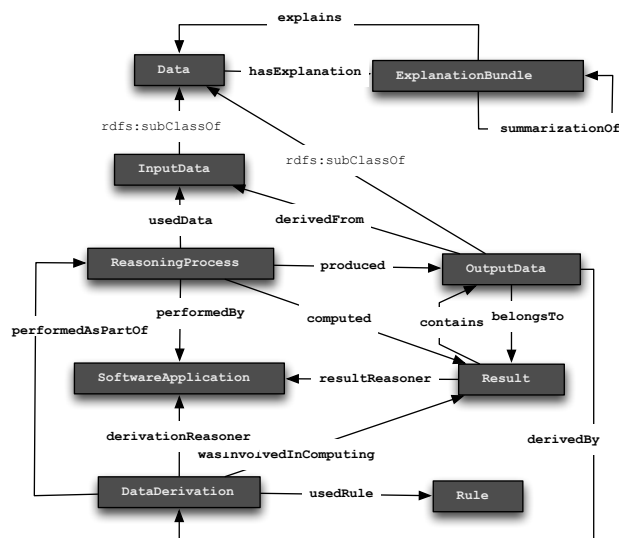 explains
Data
hasExplanation
ExplanationBundle
rdfs:subClassOf
summarizationOf
rdfs:subClassOf
InputData
usedData
derivedFrom
ReasoningProcess
produced
OutputData
performedBy
performedAsPartOf
computed
contains
belongsTo
SoftwareApplication
resultReasoner
Result
derivationReasoner
wasInvolvedInComputing
derivedBy
DataDerivation
usedRule
Rule